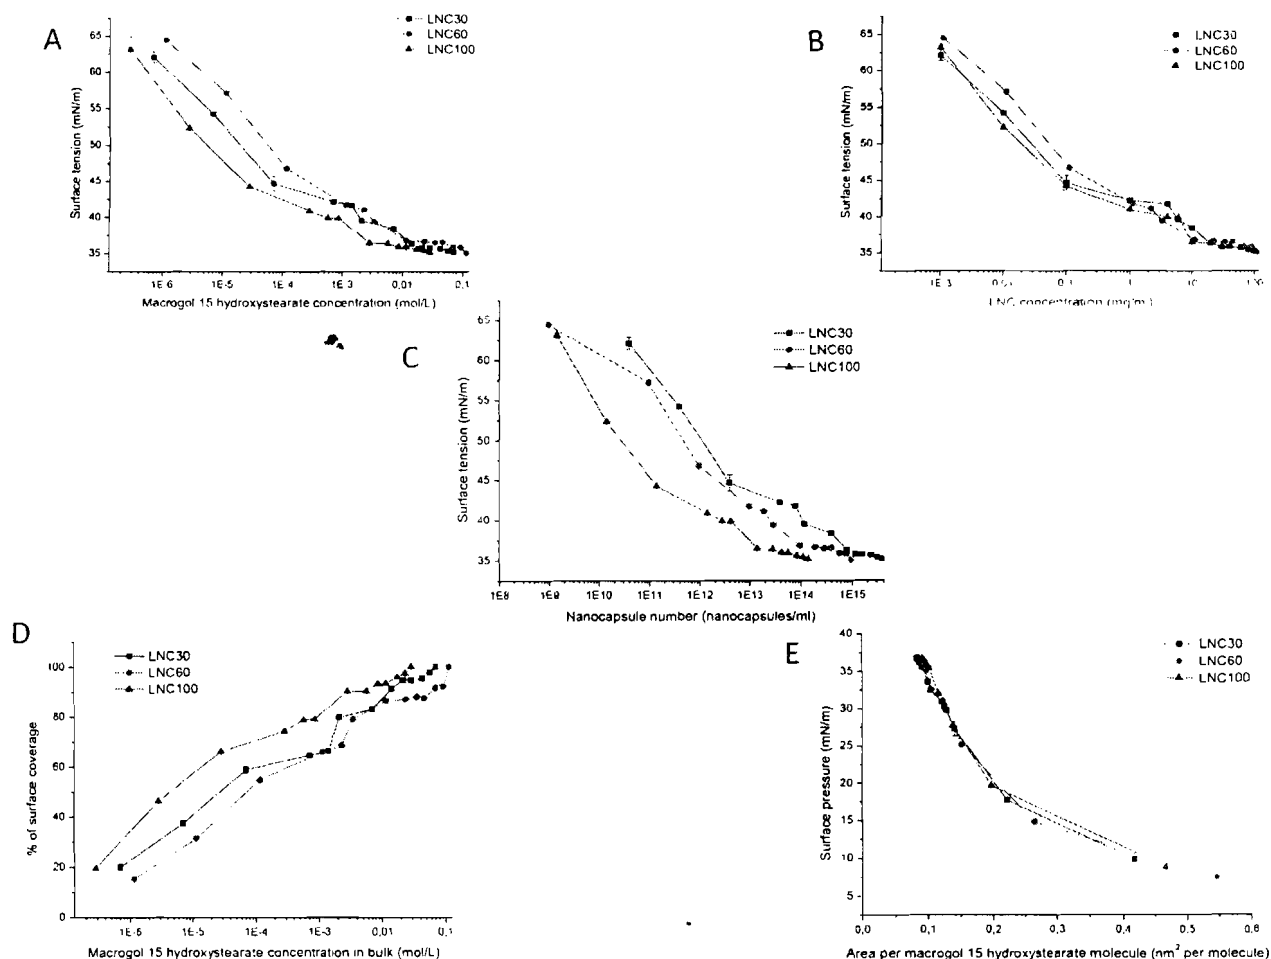 A
LNC30
LNC60
LNC100
65
60
55
50
45
40
35
Surface tension (mN/m)
1E-6 1E-5 1E-4 1E-3 0,01 0,1
Macrogol 15 hydroxystearate concentration (mol/L)
B
LNC30
LNC60
LNC100
65
60
55
50
45
40
35
Surface tension (mN/m)
1E-3 0,01 0,1 1 10 100
LNC concentration
C
LNC30
LNC60
LNC100
65
60
55
50
45
40
35
Surface tension (mN/m)
1E8 1E9 1E10 1E11 1E12 1E13 1E14 1E15
Nanocapsule number (nanocapsules/ml)
D
LNC30
LNC60
LNC100
100
80
60
40
20
0
% of surface coverage
1E-6 1E-5 1E-4 1E-3 0,01 0,1
Macrogol 15 hydroxystearate concentration in bulk (mol/L)
E
LNC30
LNC60
LNC100
40
35
30
25
20
15
10
5
Surface pressure (mN/m)
0,0 0,1 0,2 0,3 0,4 0,5 0,6
Area per macrogol 15 hydroxystearate molecule (nm² per molecule)